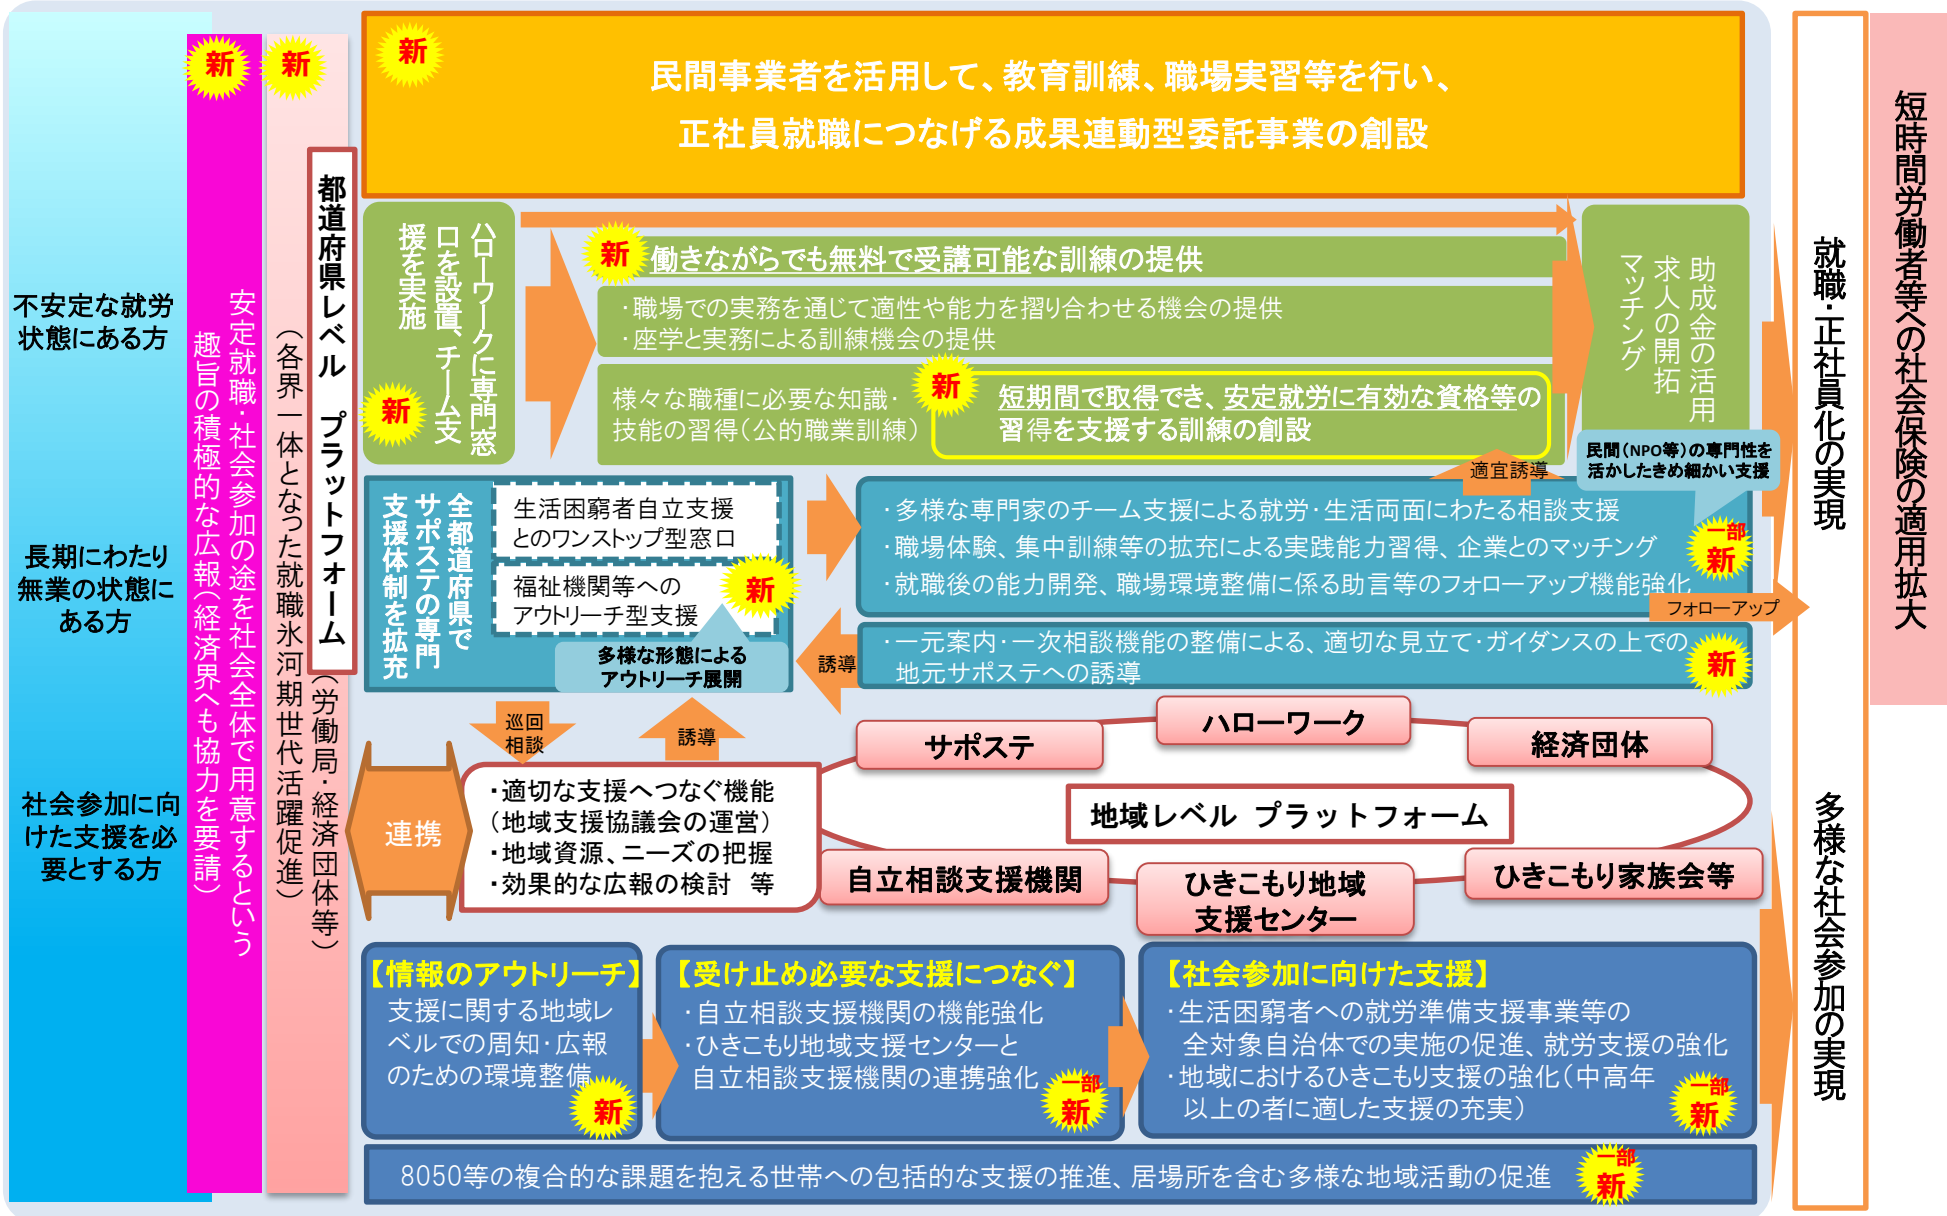 不安定な就労
状態にある方
長期にわたり
無業の状態に
ある方
社会参加に向
けた支援を必
要とする方
新
安定就職・社会参加の途を社会全体で用意するという
趣旨の積極的な広報（経済界へも協力を要請）
新
都道府県レベル プラットフォーム
（労働局・経済団体等）
（各界一体となった就職氷河期世代活躍促進）
新
民間事業者を活用して、教育訓練、職場実習等を行い、
正社員就職につなげる成果連動型委託事業の創設
ハローワークに専門窓
口を設置、チーム支
援を実施
新
新
働きながらでも無料で受講可能な訓練の提供
・職場での実務を通じて適性や能力を摺り合わせる機会の提供
・座学と実務による訓練機会の提供
様々な職種に必要な知識・
技能の習得（公的職業訓練）
新
短期間で取得でき、安定就労に有効な資格等の
習得を支援する訓練の創設
助成金の活用
求人の開拓
マッチング
適宜誘導
民間（NPO等）の専門性を
活かしたきめ細かい支援
全都道府県で
サポステの専門
支援体制を拡充
生活困窮者自立支援
とのワンストップ型窓口
福祉機関等への
アウトリーチ型支援
新
多様な形態による
アウトリーチ展開
・多様な専門家のチーム支援による就労・生活両面にわたる相談支援
・職場体験、集中訓練等の拡充による実践能力習得、企業とのマッチング
・就職後の能力開発、職場環境整備に係る助言等のフォローアップ機能強化
一部
新
フォローアップ
誘導
・一元案内・一次相談機能の整備による、適切な見立て・ガイダンスの上での
地元サポステへの誘導
新
巡回
相談
誘導
連携
・適切な支援へつなぐ機能
（地域支援協議会の運営）
・地域資源、ニーズの把握
・効果的な広報の検討　等
サポステ
ハローワーク
経済団体
地域レベル プラットフォーム
自立相談支援機関
ひきこもり地域
支援センター
ひきこもり家族会等
【情報のアウトリーチ】
支援に関する地域レ
ベルでの周知・広報
のための環境整備
新
【受け止め必要な支援につなぐ】
・自立相談支援機関の機能強化
・ひきこもり地域支援センターと
自立相談支援機関の連携強化
一部
新
【社会参加に向けた支援】
・生活困窮者への就労準備支援事業等の
全対象自治体での実施の促進、就労支援の強化
・地域におけるひきこもり支援の強化（中高年
以上の者に適した支援の充実）
一部
新
8050等の複合的な課題を抱える世帯への包括的な支援の推進、居場所を含む多様な地域活動の促進
一部
新
就職・正社員化の実現
多様な社会参加の実現
短時間労働者等への社会保険の適用拡大